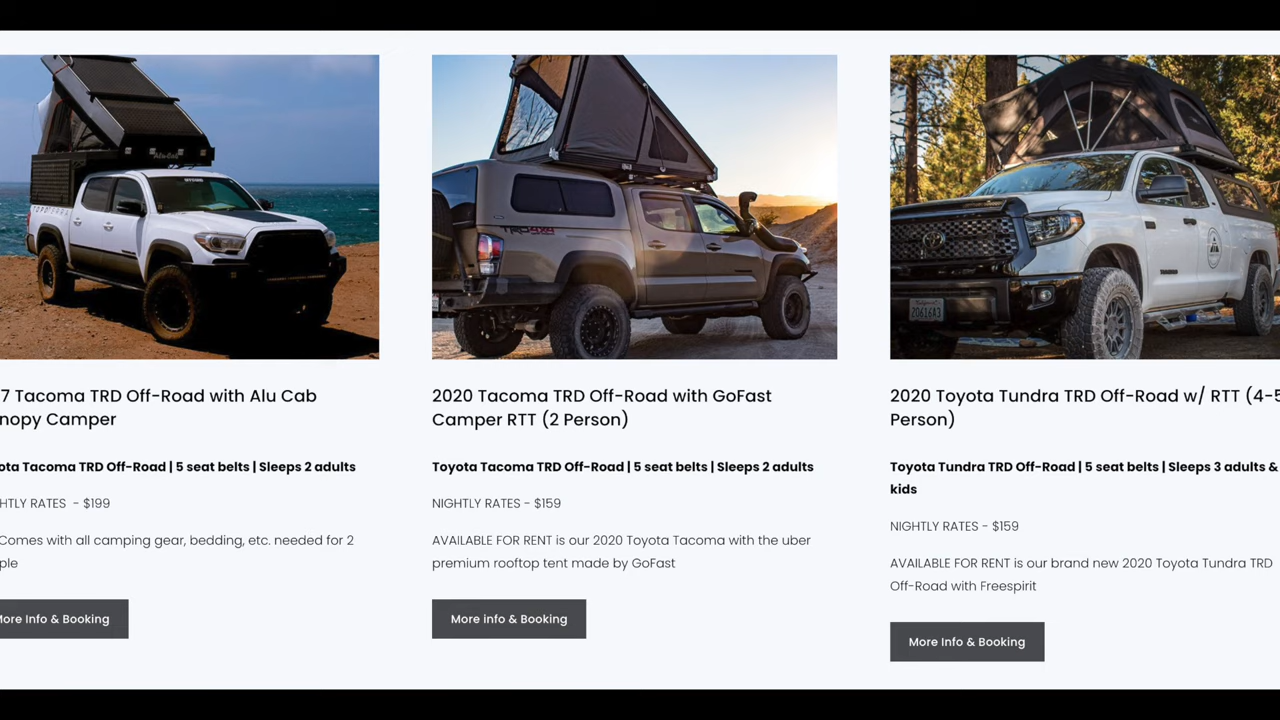 7 Tacoma TRD Off-Road with Alu Cab
nopy Camper
ota Tacoma TRD Off-Road | 5 seat belts | Sleeps 2 adults
HTLY RATES - $199
Comes with all camping gear, bedding, etc. needed for 2
ple
More Info & Booking
TRD 4x4
2020 Tacoma TRD Off-Road with GoFast
Camper RTT (2 Person)
Toyota Tacoma TRD Off-Road | 5 seat belts | Sleeps 2 adults
NIGHTLY RATES - $159
AVAILABLE FOR RENT is our 2020 Toyota Tacoma with the uber
premium rooftop tent made by GoFast
More info & Booking
20616A3
2020 Toyota Tundra TRD Off-Road w/ RTT (4-5
Person)
Toyota Tundra TRD Off-Road | 5 seat belts | Sleeps 3 adults &
kids
NIGHTLY RATES - $159
AVAILABLE FOR RENT is our brand new 2020 Toyota Tundra TRD
Off-Road with Freespirit
More Info & Booking